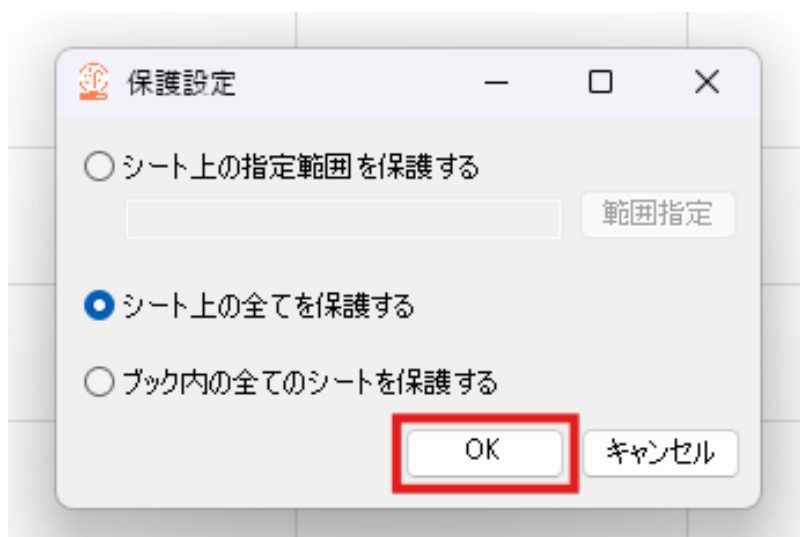 保護設定
シート上の指定範囲を保護する
範囲指定
シート上の全てを保護する
ブック内の全てのシートを保護する
OK キャンセル